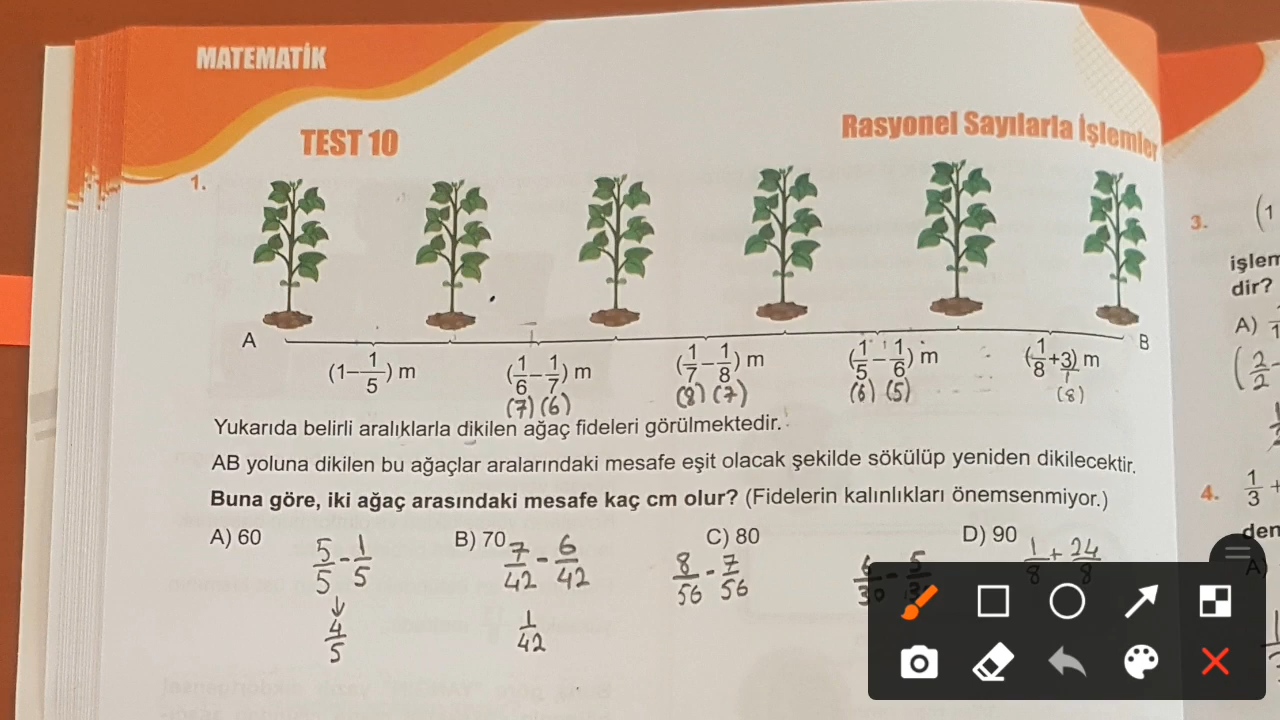 MATEMATİK
TEST 10
Rasyonel Sayılarla İşlemler
1.
A
B
(1-1/5) m
(1/6-1/7) m
(1/7-1/8) m
(1/5-1/6) m
(1/8+3) m
(7) (6)
(8) (7)
(6) (5)
(8)
Yukarıda belirli aralıklarla dikilen ağaç fideleri görülmektedir.
AB yoluna dikilen bu ağaçlar aralarındaki mesafe eşit olacak şekilde sökülüp yeniden dikilecektir.
Buna göre, iki ağaç arasındaki mesafe kaç cm olur? (Fidelerin kalınlıkları önemsenmiyor.)
A) 60
B) 70
C) 80
D) 90
5/5 - 1/5
7/42 - 6/42
8/56 - 7/56
6/30 - 5/
1/8 + 24/8
4/5
1/42
3.
(1
işlem
dir?
A)
(2/2-
4.
1/3 +
den
A)